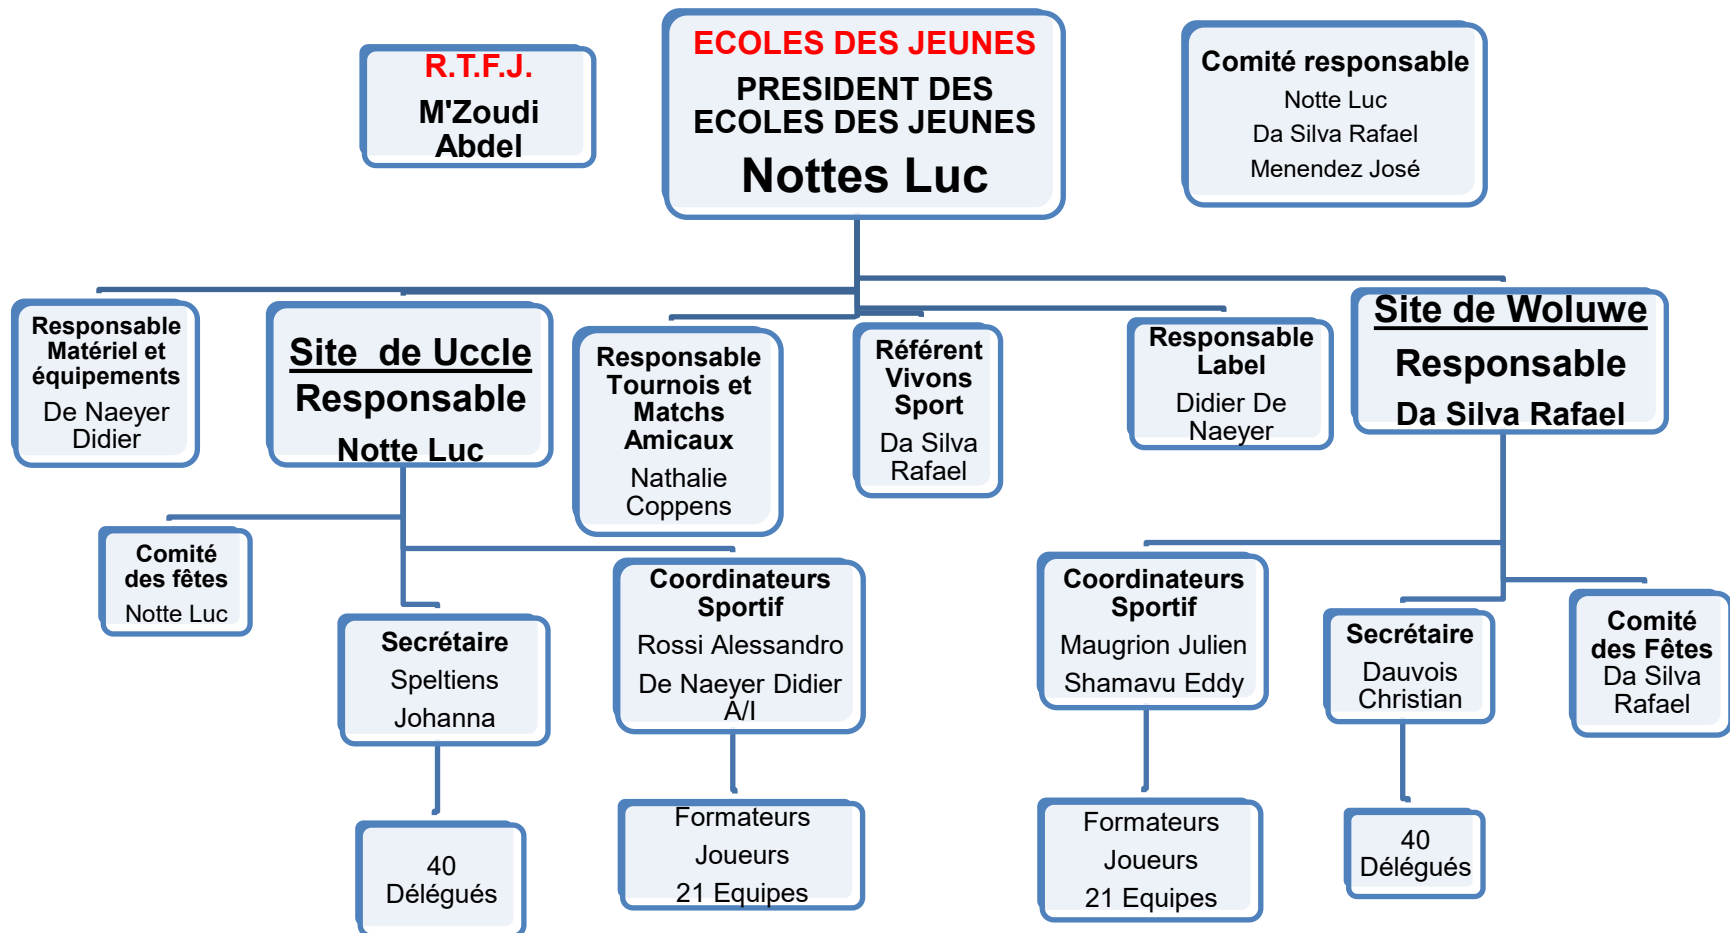 R.T.F.J.
M'Zoudi
Abdel
ECOLES DES JEUNES
PRESIDENT DES
ECOLES DES JEUNES
Nottes Luc
Comité responsable
Notte Luc
Da Silva Rafael
Menendez José
Responsable
Matériel et
équipements
De Naeyer
Didier
Site de Uccle
Responsable
Notte Luc
Responsable
Tournois et
Matchs
Amicaux
Nathalie
Coppens
Référent
Vivons
Sport
Da Silva
Rafael
Responsable
Label
Didier De
Naeyer
Site de Woluwe
Responsable
Da Silva Rafael
Comité
des fêtes
Notte Luc
Secrétaire
Speltiens
Johanna
Coordinateurs
Sportif
Rossi Alessandro
De Naeyer Didier
A/I
Coordinateurs
Sportif
Maugrion Julien
Shamavu Eddy
Secrétaire
Dauvois
Christian
Comité
des Fêtes
Da Silva
Rafael
40
Délégués
Formateurs
Joueurs
21 Equipes
Formateurs
Joueurs
21 Equipes
40
Délégués